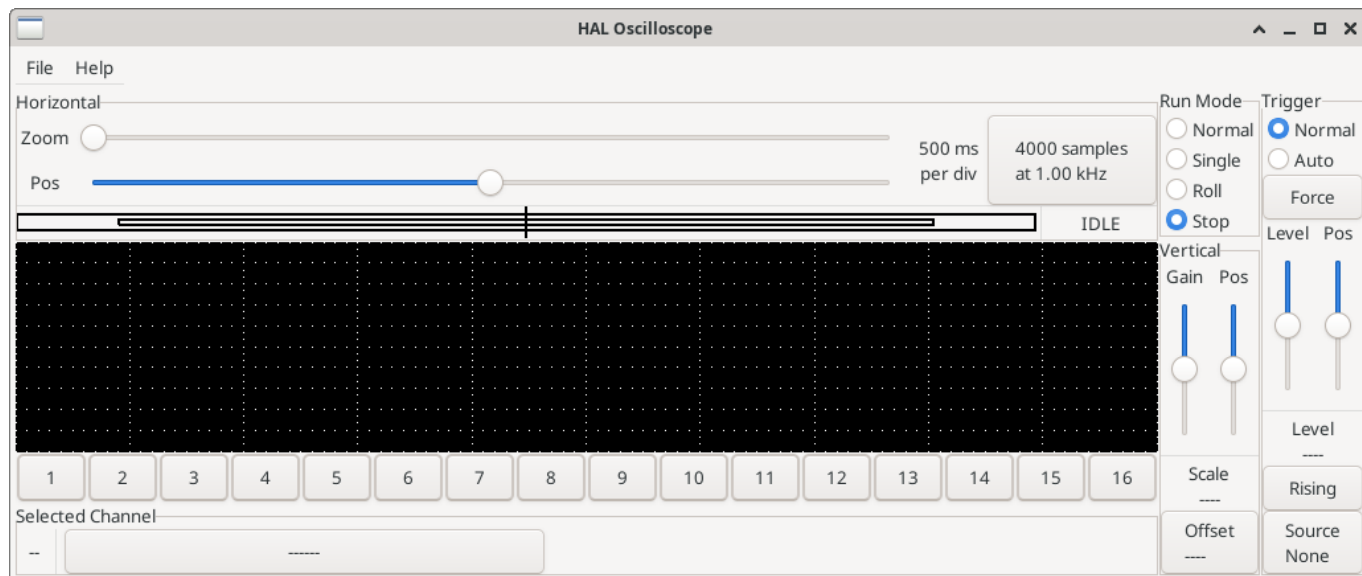 HAL Oscilloscope
File Help
Horizontal
Zoom
Pos
500 ms
per div
4000 samples
at 1.00 kHz
IDLE
Run Mode
Normal
Single
Roll
Stop
Trigger
Normal
Auto
Force
Level Pos
Level
----
Rising
Source
None
Vertical
Gain Pos
Scale
----
Offset
----
1 2 3 4 5 6 7 8 9 10 11 12 13 14 15 16
Selected Channel
-- ------